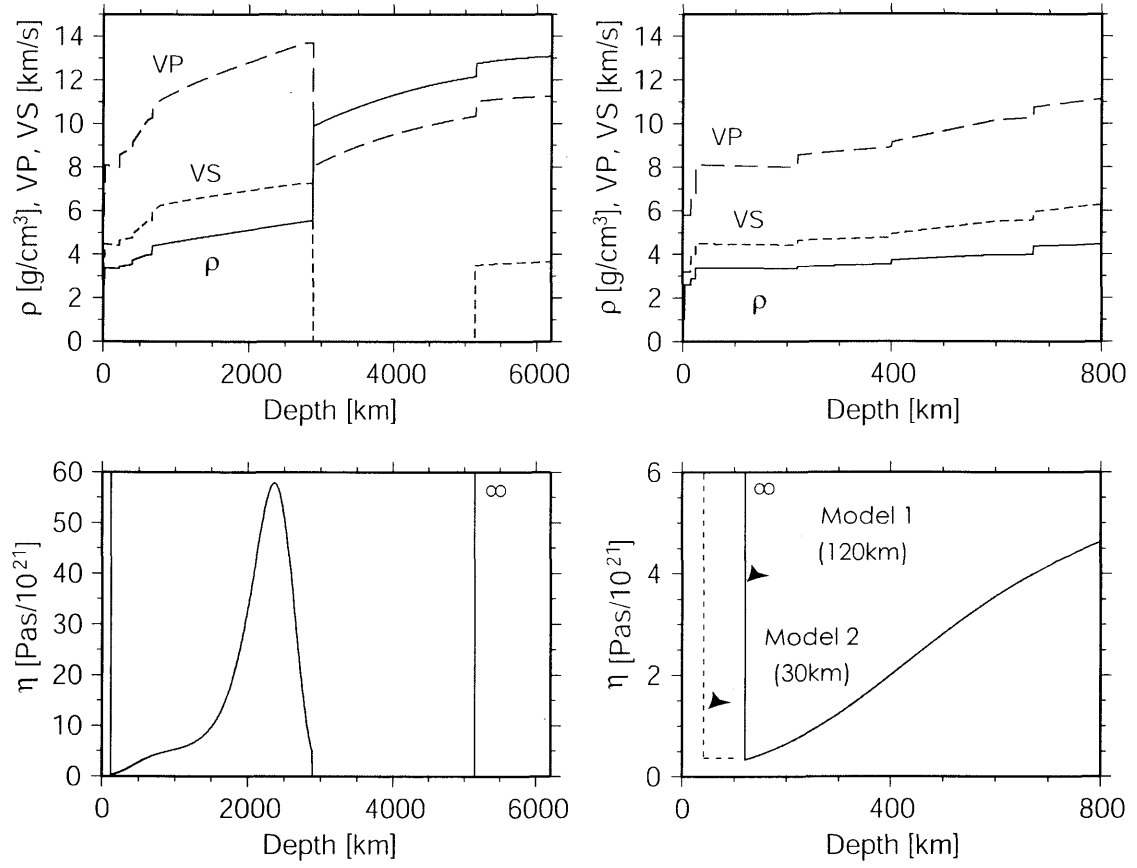 ρ [g/cm³], VP, VS [km/s]
14
12
10
8
6
4
2
0
VP
VS
ρ
0 2000 4000 6000
Depth [km]
ρ [g/cm³], VP, VS [km/s]
14
12
10
8
6
4
2
0
VP
VS
ρ
0 400 800
Depth [km]
η [Pas/10²¹]
60
50
40
30
20
10
0
∞
0 2000 4000 6000
Depth [km]
η [Pas/10²¹]
6
4
2
0
∞
Model 1
(120km)
Model 2
(30km)
0 400 800
Depth [km]